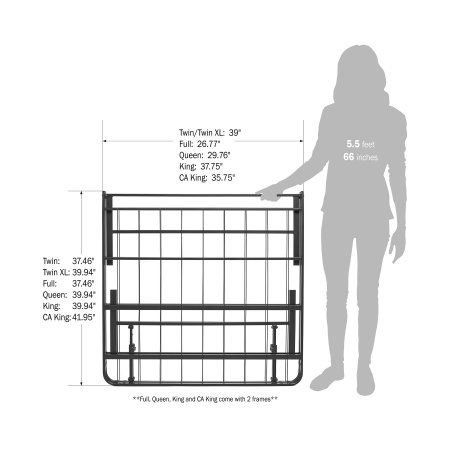 Twin/Twin XL: 39"
Full: 26.77"
Queen: 29.76"
King: 37.75"
CA King: 35.75"
5.5 feet
66 inches
Twin: 37.46"
Twin XL: 39.94"
Full: 37.46"
Queen: 39.94"
King: 39.94"
CA King: 41.95"
**Full, Queen, King and CA King come with 2 frames**